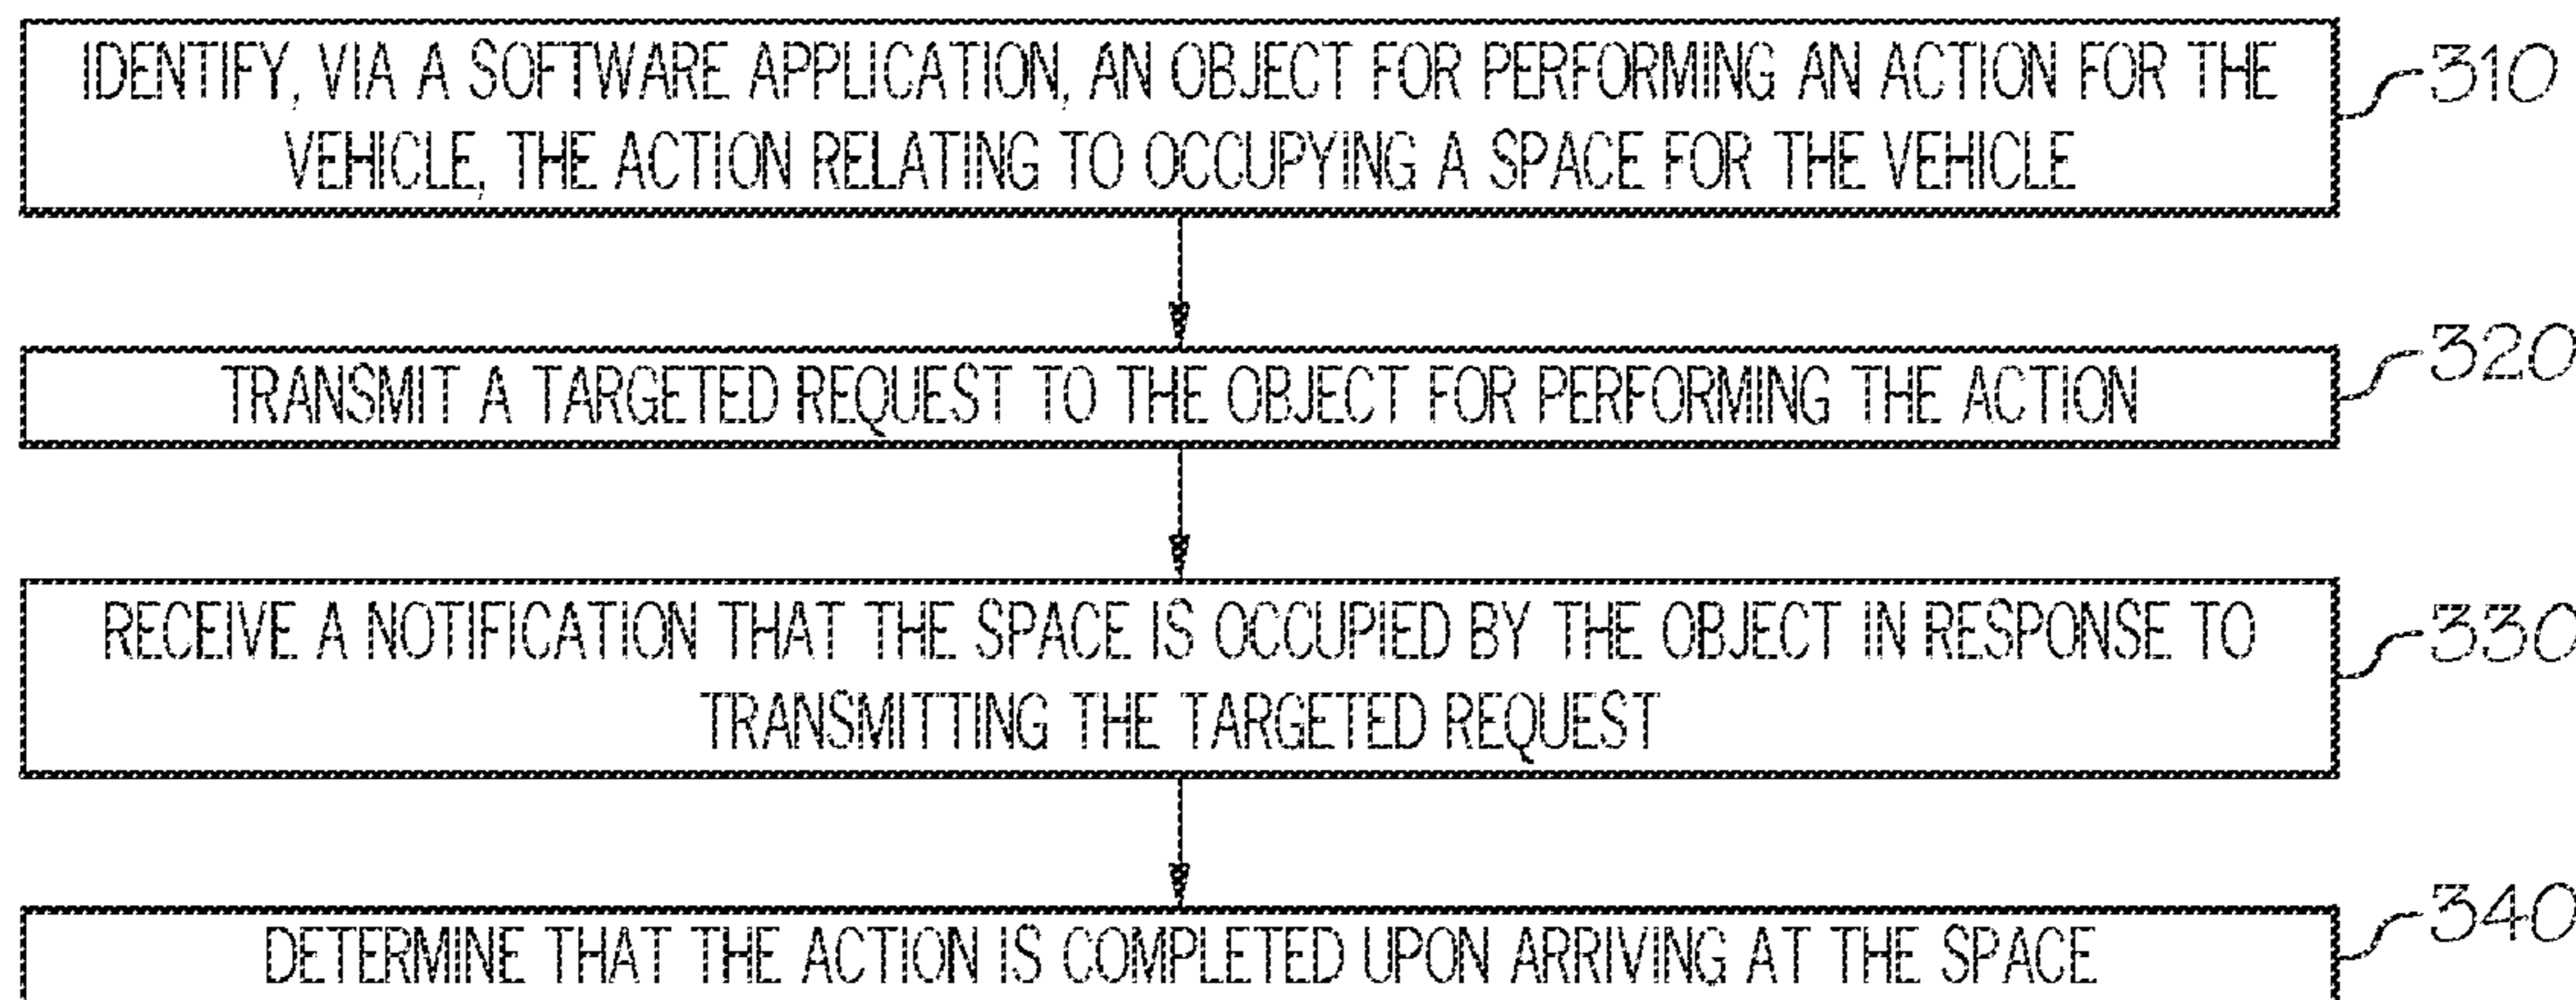 IDENTIFY, VIA A SOFTWARE APPLICATION, AN OBJECT FOR PERFORMING AN ACTION FOR THE
VEHICLE, THE ACTION RELATING TO OCCUPYING A SPACE FOR THE VEHICLE
310
TRANSMIT A TARGETED REQUEST TO THE OBJECT FOR PERFORMING THE ACTION
320
RECEIVE A NOTIFICATION THAT THE SPACE IS OCCUPIED BY THE OBJECT IN RESPONSE TO
TRANSMITTING THE TARGETED REQUEST
330
DETERMINE THAT THE ACTION IS COMPLETED UPON ARRIVING AT THE SPACE
340